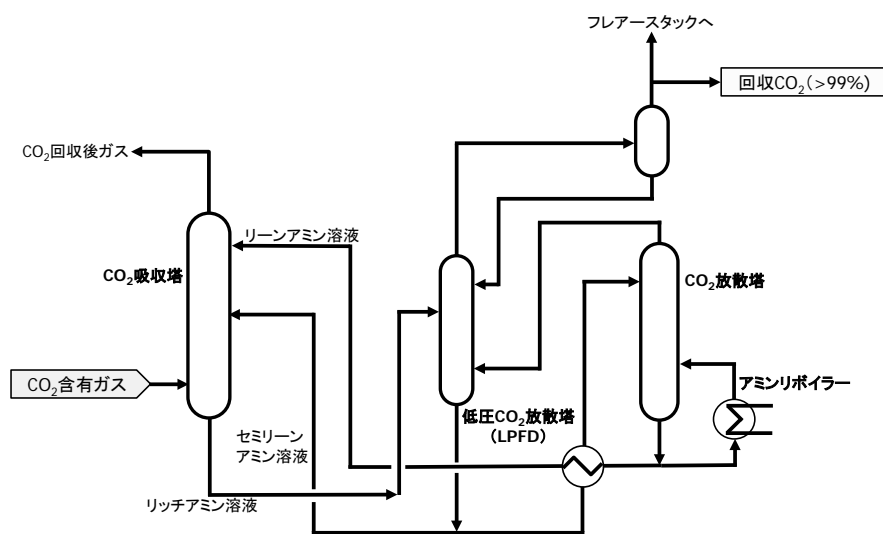 フレアースタックへ
回収CO₂(>99%)
CO₂回収後ガス
リーンアミン溶液
CO₂吸収塔
CO₂放散塔
CO₂含有ガス
アミンリボイラー
低圧CO₂放散塔
(LPFD)
セミリーン
アミン溶液
リッチアミン溶液